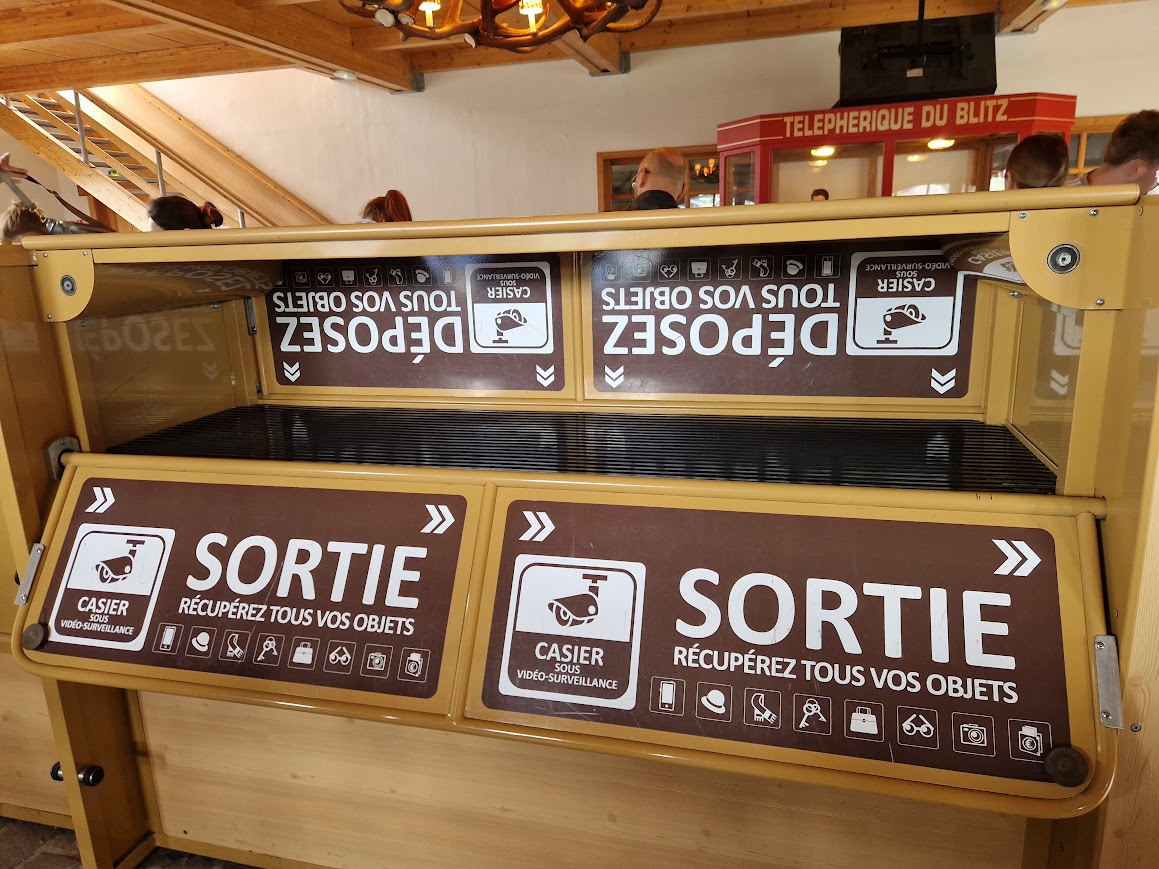 TELEPHERIQUE DU BLITZ
DÉPOSEZ
TOUS VOS OBJETS
CASIER
SOUS
VIDÉO-SURVEILLANCE
DÉPOSEZ
TOUS VOS OBJETS
CASIER
SOUS
VIDÉO-SURVEILLANCE
DÉPOSEZ
SORTIE
RÉCUPÉREZ TOUS VOS OBJETS
CASIER
SOUS
VIDÉO-SURVEILLANCE
SORTIE
RÉCUPÉREZ TOUS VOS OBJETS
CASIER
SOUS
VIDÉO-SURVEILLANCE